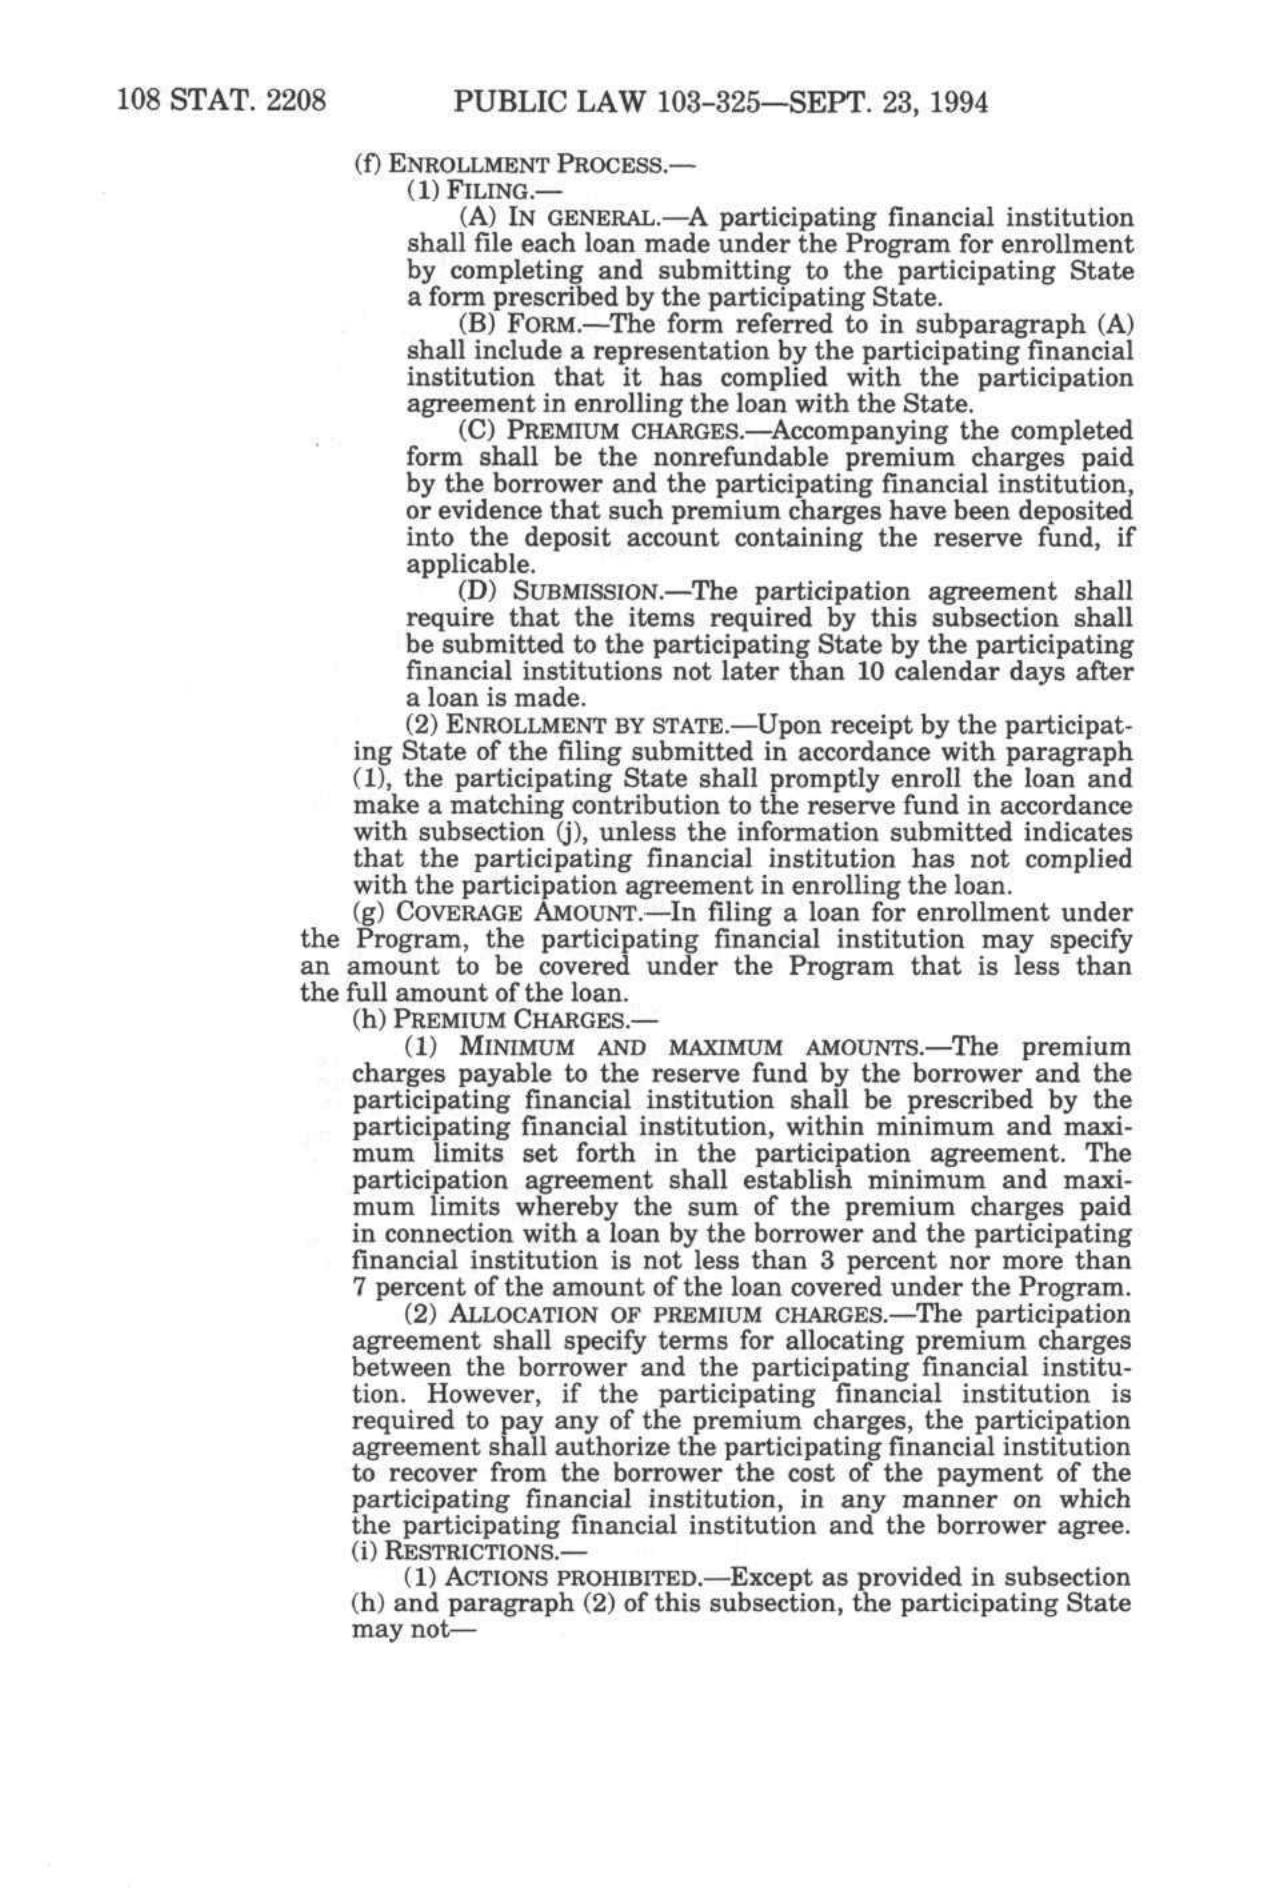 108 STAT. 2208 PUBLIC LAW 103-325—SEPT. 23, 1994
(f) ENROLLMENT PROCESS.—
(1) FILING.—
(A) IN GENERAL.—A participating financial institution
shall file each loan made under the Program for enrollment
by completing and submitting to the participating State
a form prescribed by the participating State.
(B) FORM.—The form referred to in subparagraph (A)
shall include a representation by the participating financial
institution that it has complied with the participation
agreement in enrolling the loan with the State.
(C) PREMIUM CHARGES.—Accompanying the completed
form shall be the nonrefundable premium charges paid
by the borrower and the participating financial institution,
or evidence that such premium charges have been deposited
into the deposit account containing the reserve fund, if
applicable.
(D) SUBMISSION.—The participation agreement shall
require that the items required by this subsection shall
be submitted to the participating State by the participating
financial institutions not later than 10 calendar days after
a loan is made.
(2) ENROLLMENT BY STATE.—Upon receipt by the participat-
ing State of the filing submitted in accordance with paragraph
(1), the participating State shall promptly enroll the loan and
make a matching contribution to the reserve fund in accordance
with subsection (j), unless the information submitted indicates
that the participating financial institution has not complied
with the participation agreement in enrolling the loan.
(g) COVERAGE AMOUNT.—In filing a loan for enrollment under
the Program, the participating financial institution may specify
an amount to be covered under the Program that is less than
the full amount of the loan.
(h) PREMIUM CHARGES.—
(1) MINIMUM AND MAXIMUM AMOUNTS.—The premium
charges payable to the reserve fund by the borrower and the
participating financial institution shall be prescribed by the
participating financial institution, within minimum and maxi-
mum limits set forth in the participation agreement. The
participation agreement shall establish minimum and maxi-
mum limits whereby the sum of the premium charges paid
in connection with a loan by the borrower and the participating
financial institution is not less than 3 percent nor more than
7 percent of the amount of the loan covered under the Program.
(2) ALLOCATION OF PREMIUM CHARGES.—The participation
agreement shall specify terms for allocating premium charges
between the borrower and the participating financial institu-
tion. However, if the participating financial institution is
required to pay any of the premium charges, the participation
agreement shall authorize the participating financial institution
to recover from the borrower the cost of the payment of the
participating financial institution, in any manner on which
the participating financial institution and the borrower agree.
(i) RESTRICTIONS.—
(1) ACTIONS PROHIBITED.—Except as provided in subsection
(h) and paragraph (2) of this subsection, the participating State
may not—